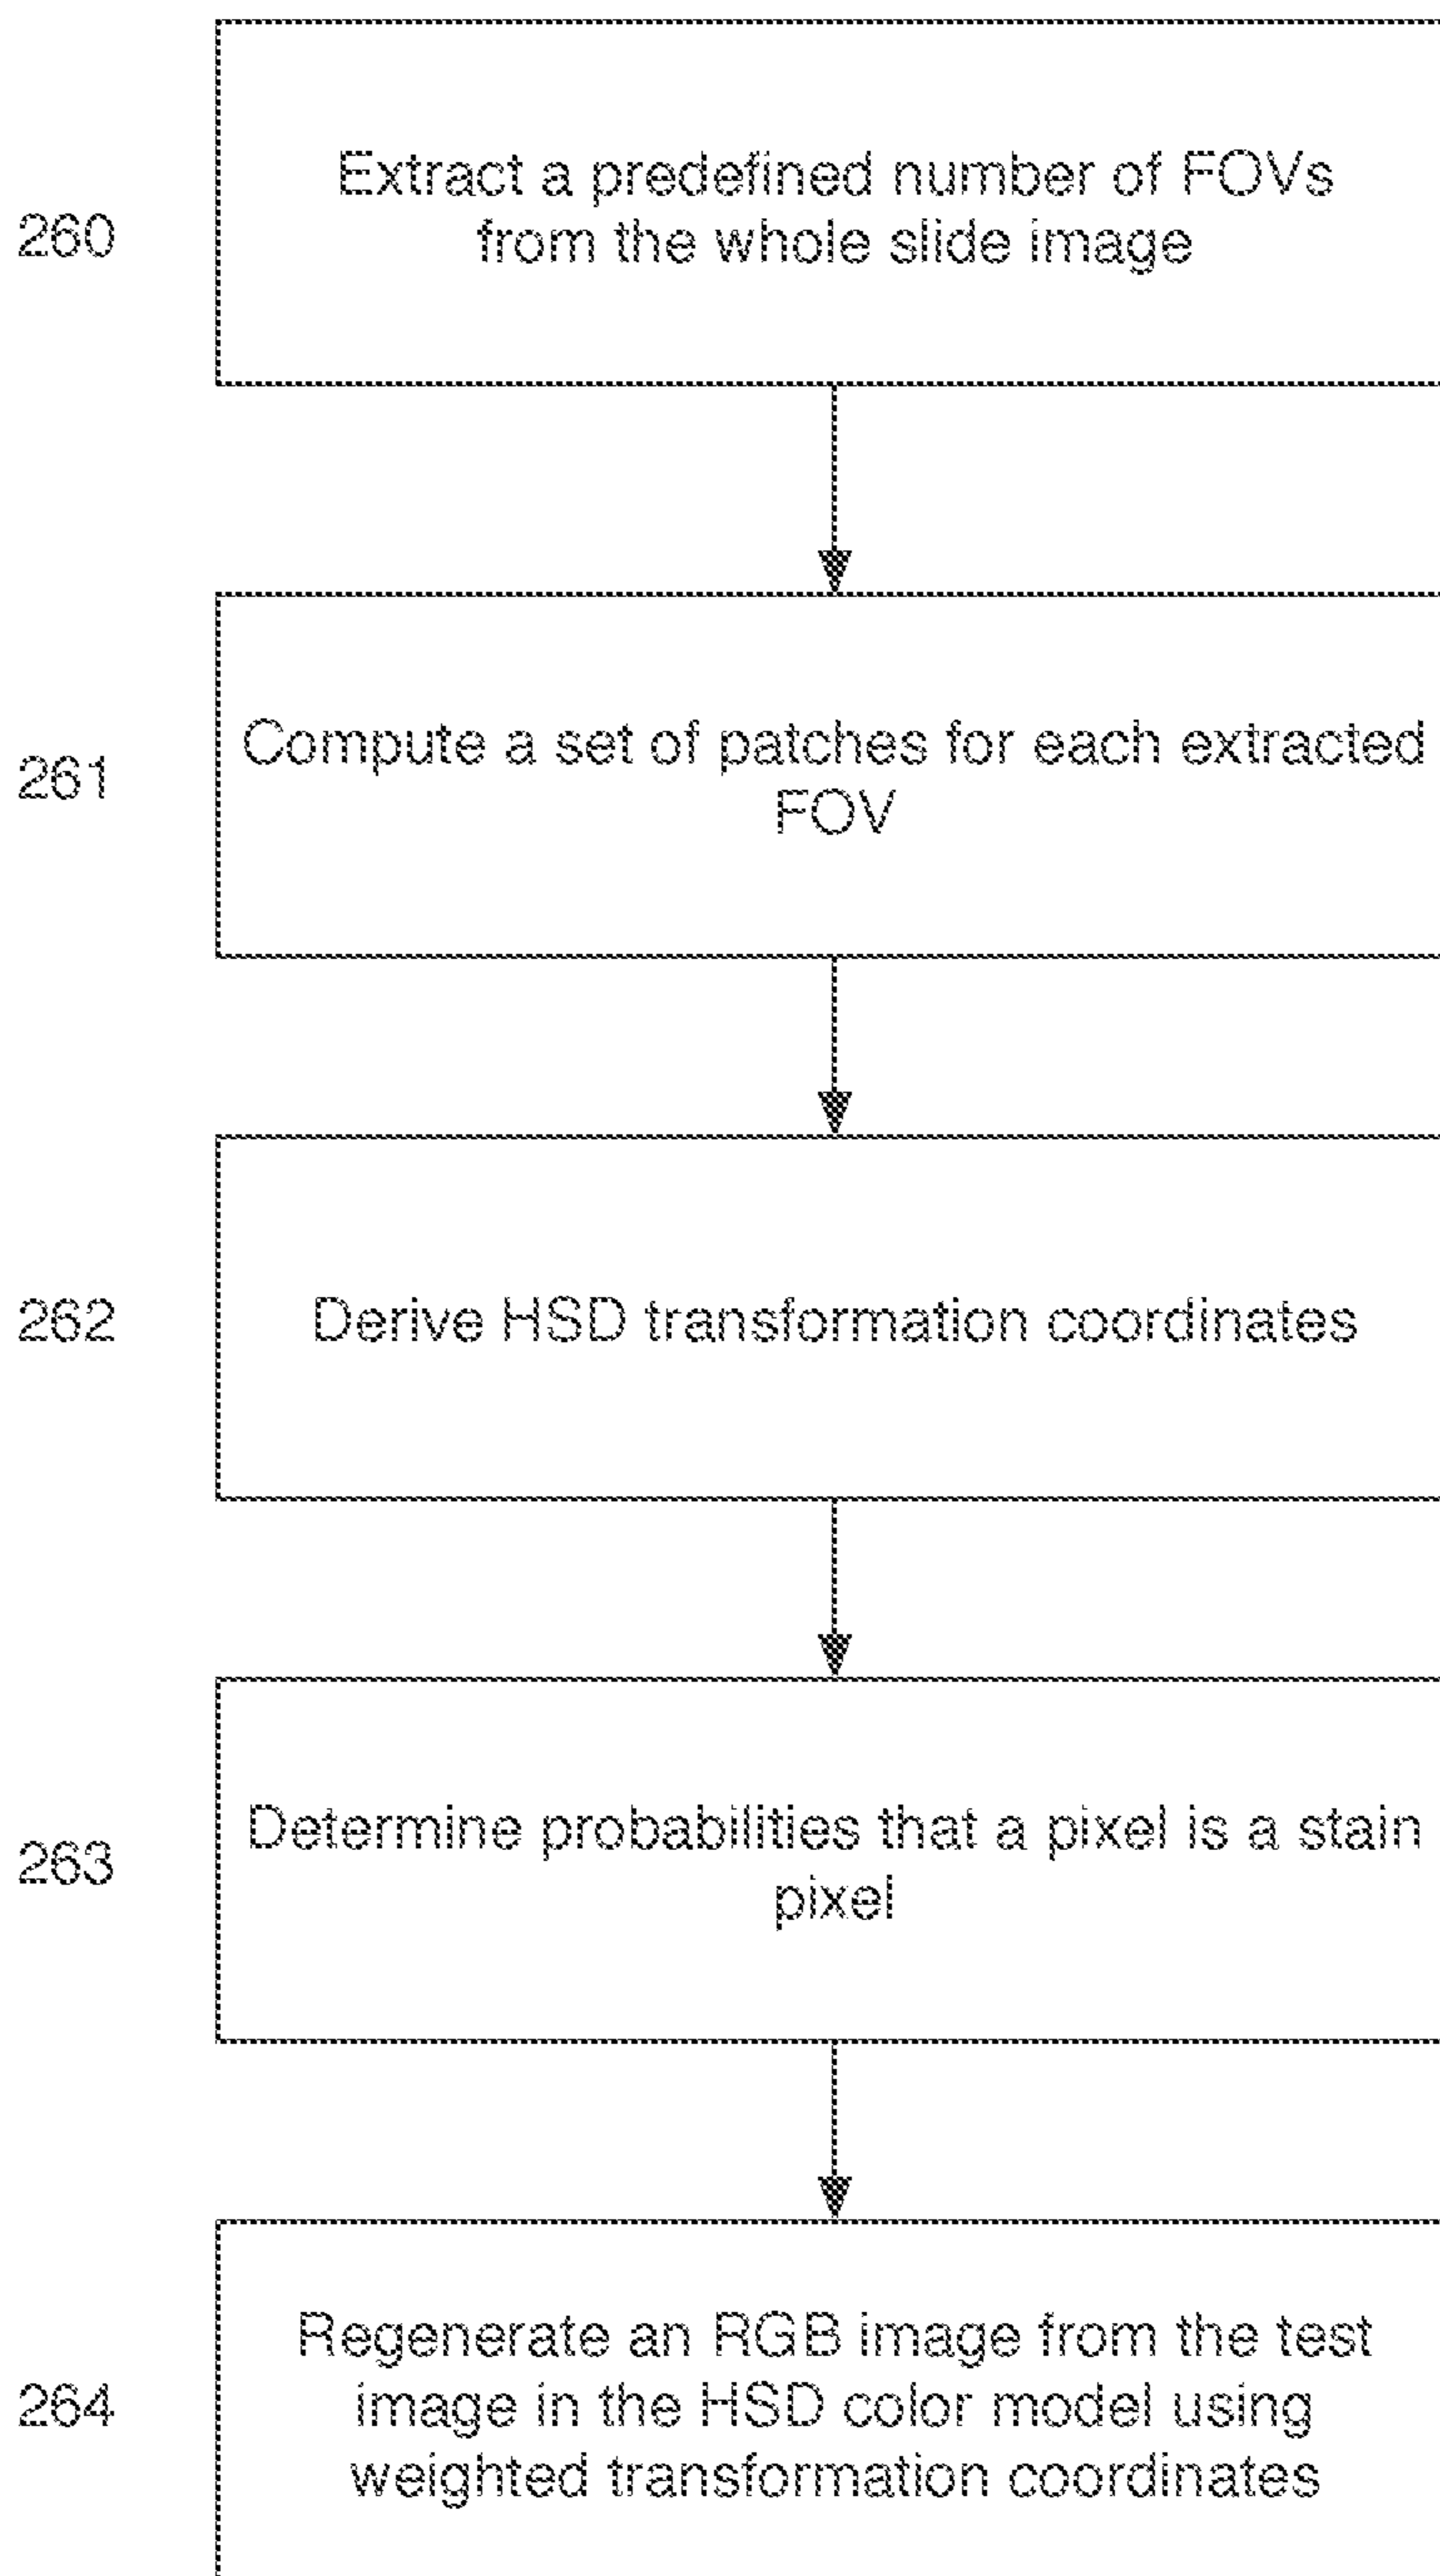 Extract a predefined number of FOVs
from the whole slide image
260
Compute a set of patches for each extracted
FOV
261
Derive HSD transformation coordinates
262
Determine probabilities that a pixel is a stain
pixel
263
Regenerate an RGB image from the test
image in the HSD color model using
weighted transformation coordinates
264